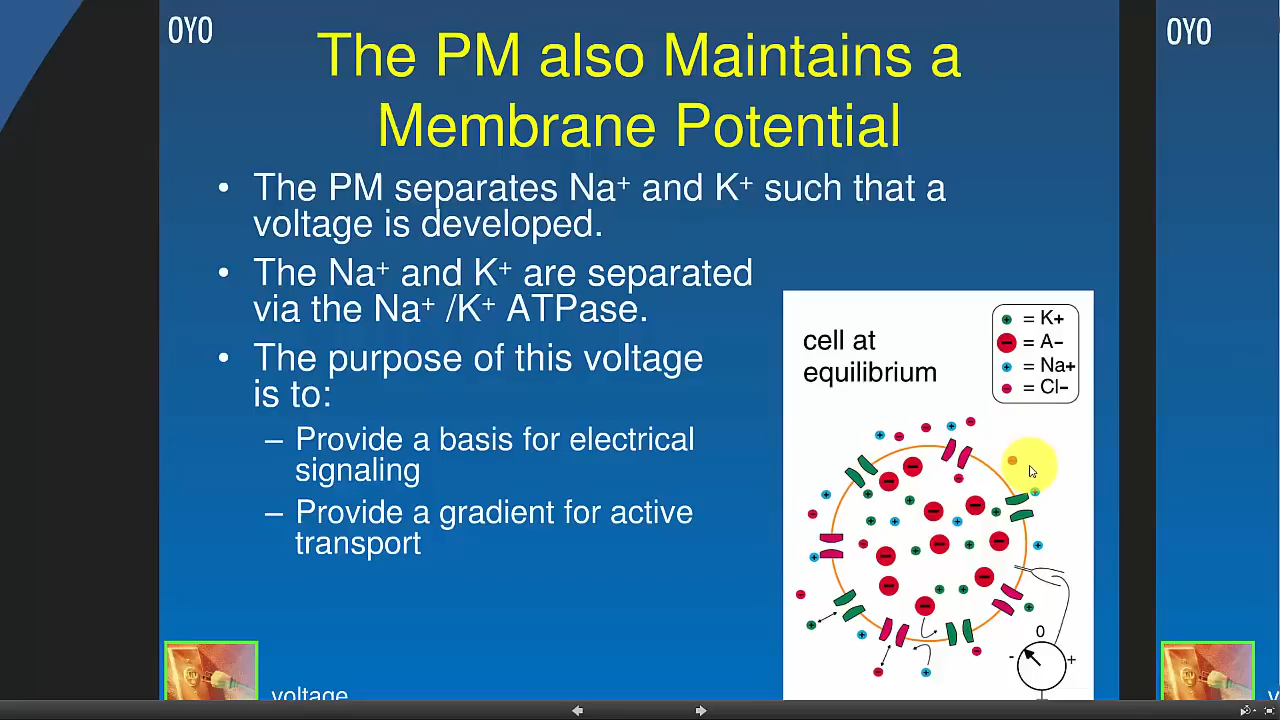 OYO
OYO
The PM also Maintains a
Membrane Potential
• The PM separates Na⁺ and K⁺ such that a
voltage is developed.
• The Na⁺ and K⁺ are separated
via the Na⁺ /K⁺ ATPase.
• The purpose of this voltage
is to:
– Provide a basis for electrical
signaling
– Provide a gradient for active
transport
cell at
equilibrium
= K+
= A−
= Na+
= Cl−
0
- +
voltage